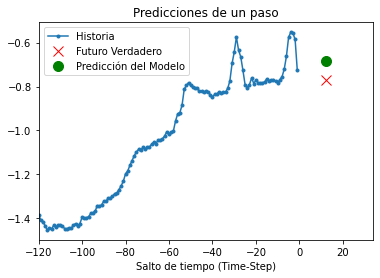 Predicciones de un paso
Historia
Futuro Verdadero
Predicción del Modelo
−0.6
−0.8
−1.0
−1.2
−1.4
−120 −100 −80 −60 −40 −20 0 20
Salto de tiempo (Time-Step)